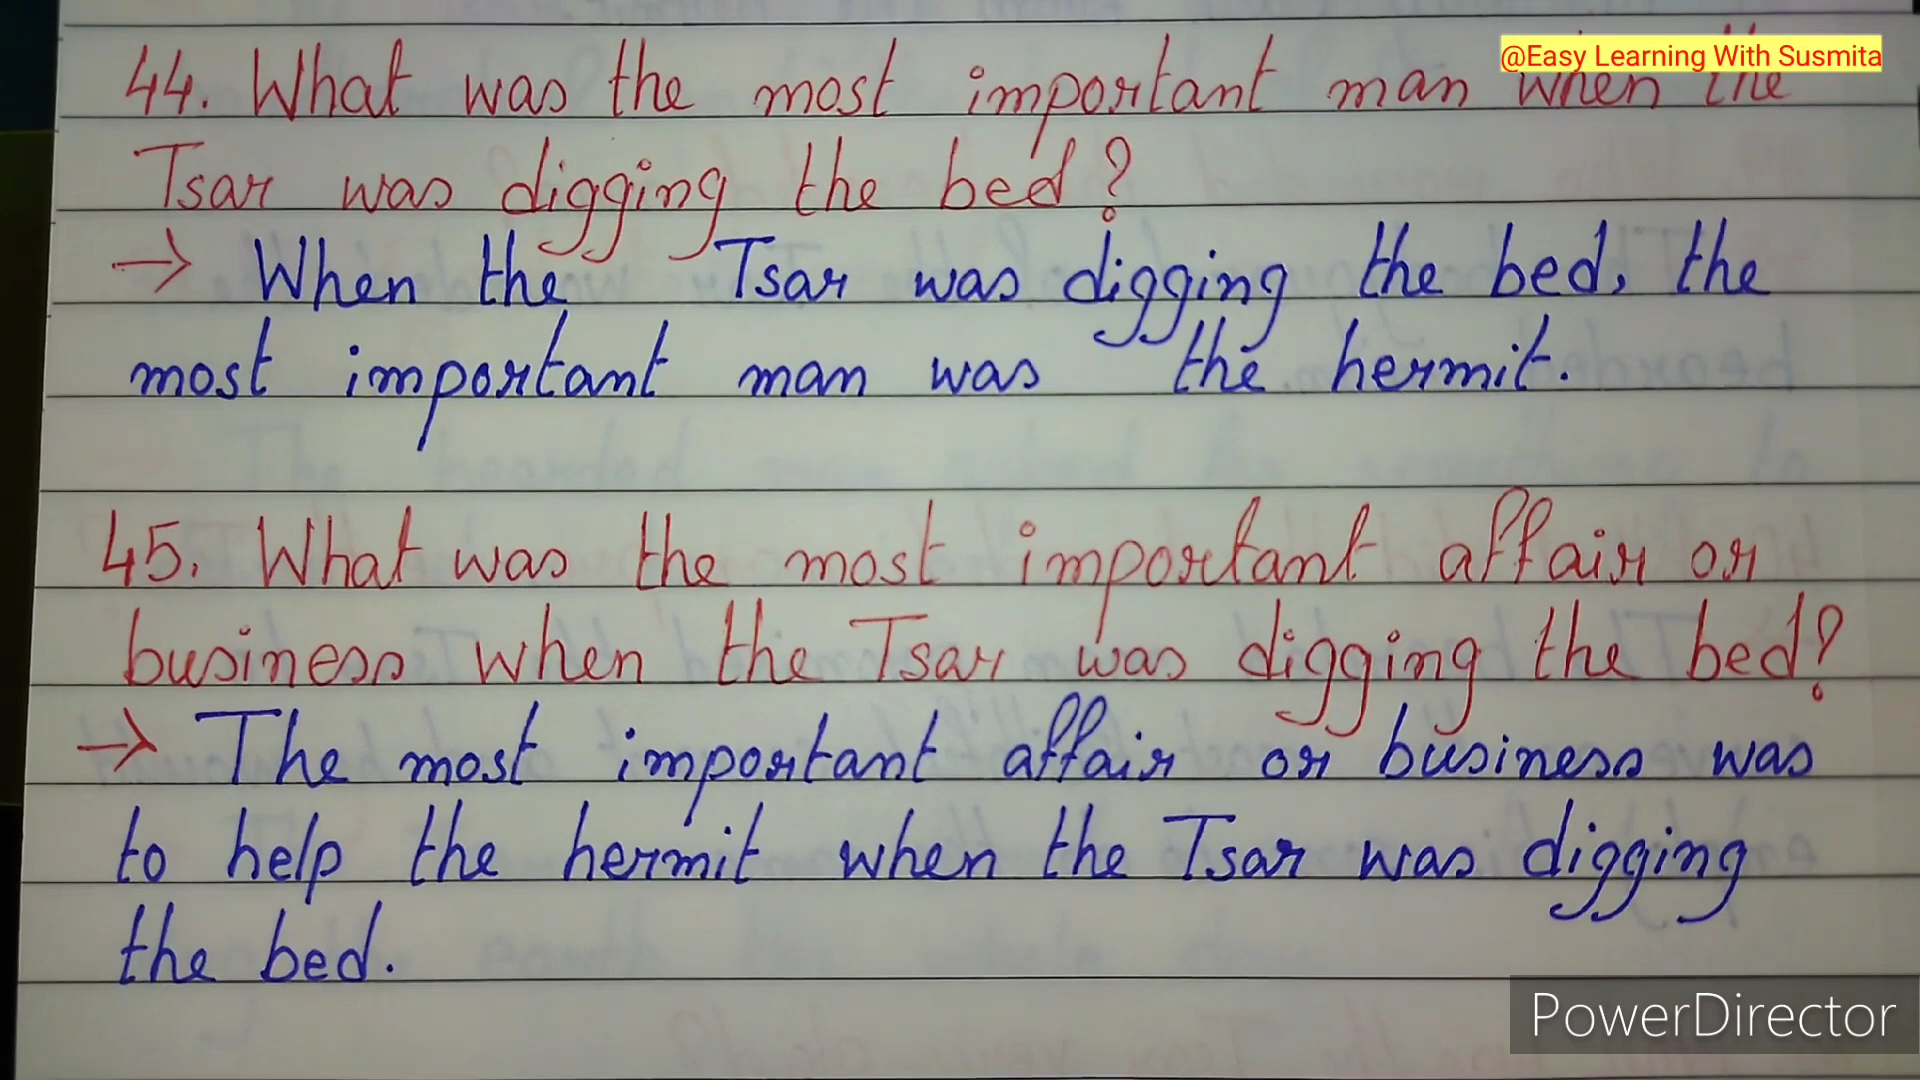 @Easy Learning With Susmita
44. What was the most important man when the
Tsar was digging the bed?
→ When the Tsar was digging the bed, the
most important man was the hermit.
45. What was the most important affair or
business when the Tsar was digging the bed?
→ The most important affair or business was
to help the hermit when the Tsar was digging
the bed.
PowerDirector